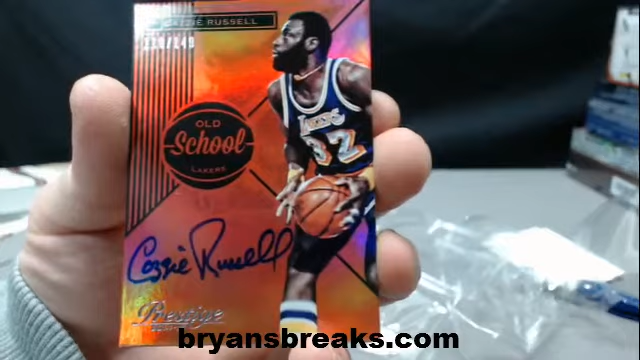 CAZZIE RUSSELL
OLD
School
LAKERS
LAKERS
32
Cazzie Russell
Prestige
bryansbreaks.com